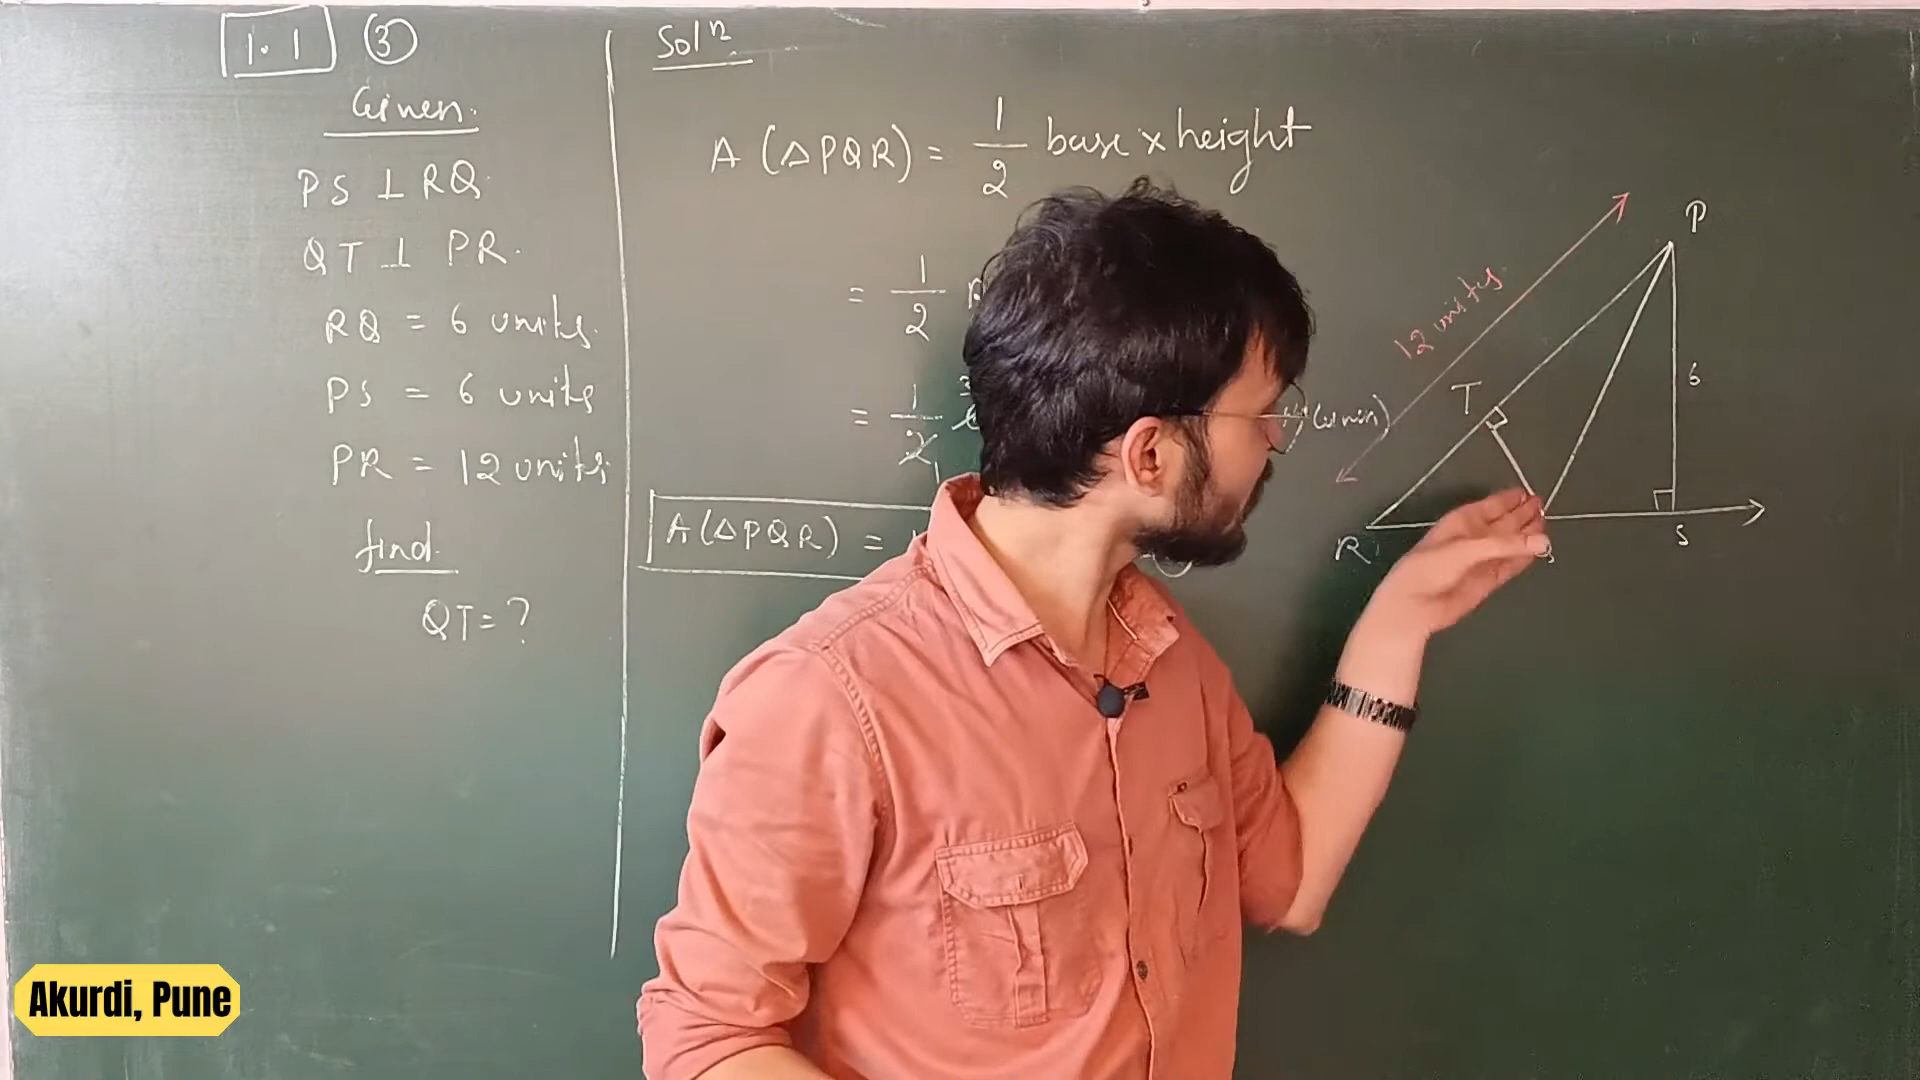 1.1 ③
Given.
PS ⊥ RQ.
QT ⊥ PR.
RQ = 6 units.
PS = 6 units
PR = 12 units
find.
QT = ?
Solⁿ
A (△PQR) = 1/2 base × height
= 1/2
= 1/2
A(△PQR) =
P
12 units
6
T
R
S
Akurdi, Pune